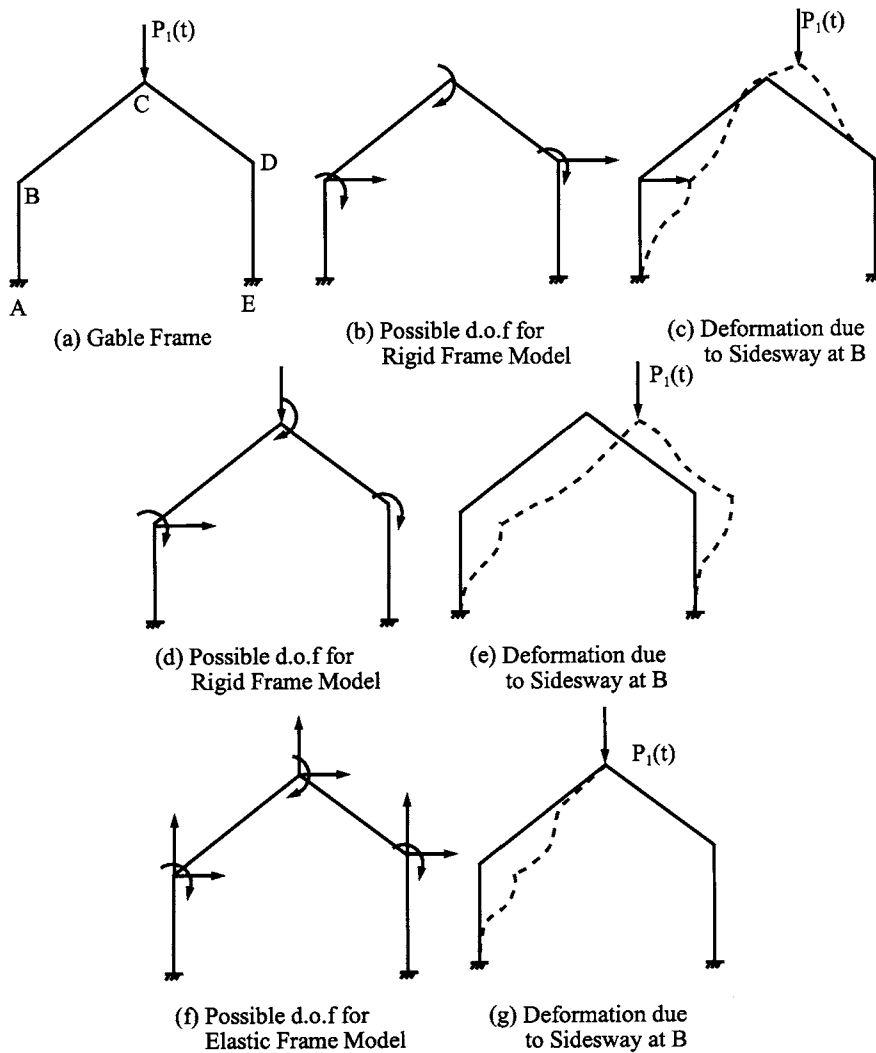 P₁(t)
P₁(t)
C
D
B
A
E
(a) Gable Frame
(b) Possible d.o.f for
Rigid Frame Model
(c) Deformation due
to Sidesway at B
P₁(t)
(d) Possible d.o.f for
Rigid Frame Model
(e) Deformation due
to Sidesway at B
P₁(t)
(f) Possible d.o.f for
Elastic Frame Model
(g) Deformation due
to Sidesway at B